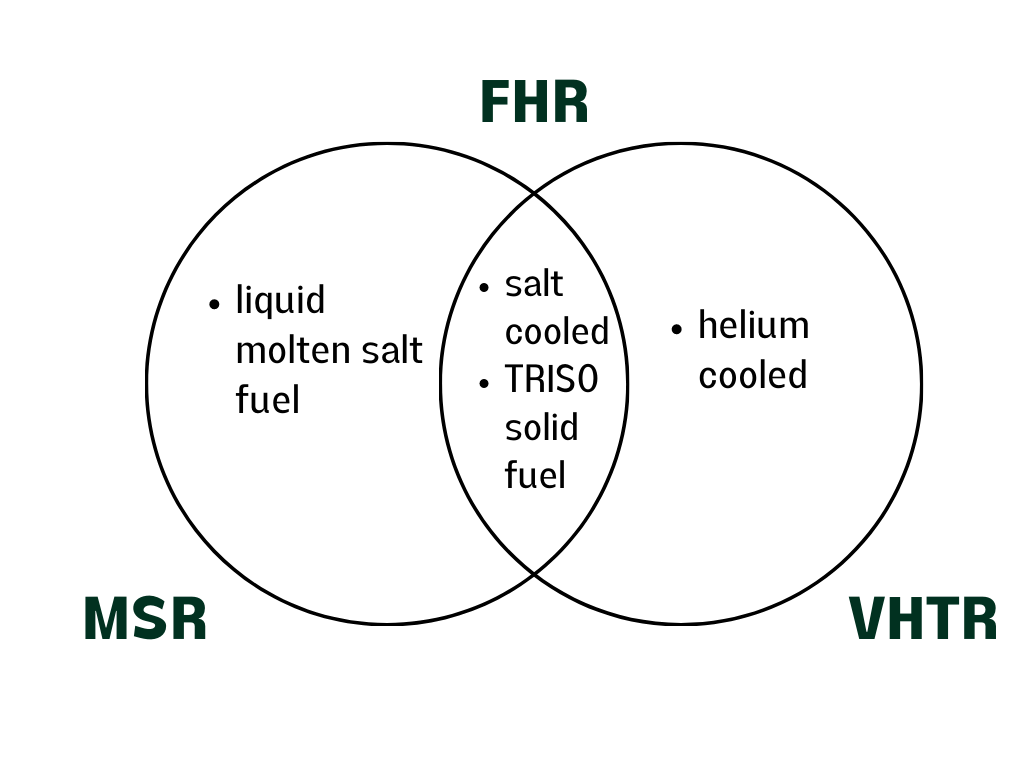 FHR
• liquid
molten salt
fuel
• salt
cooled
• TRISO
solid
fuel
• helium
cooled
MSR
VHTR